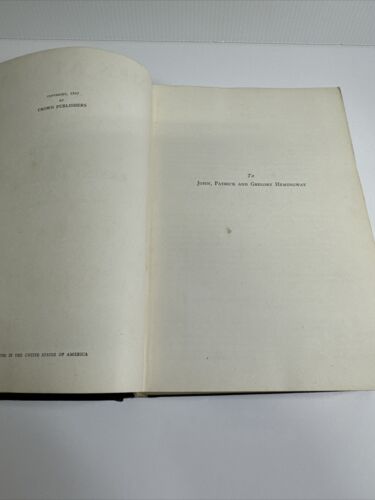 COPYRIGHT, 1942
BY
CROWN PUBLISHERS
IN THE UNITED STATES OF AMERICA
To
JOHN, PATRICK AND GREGORY HEMINGWAY